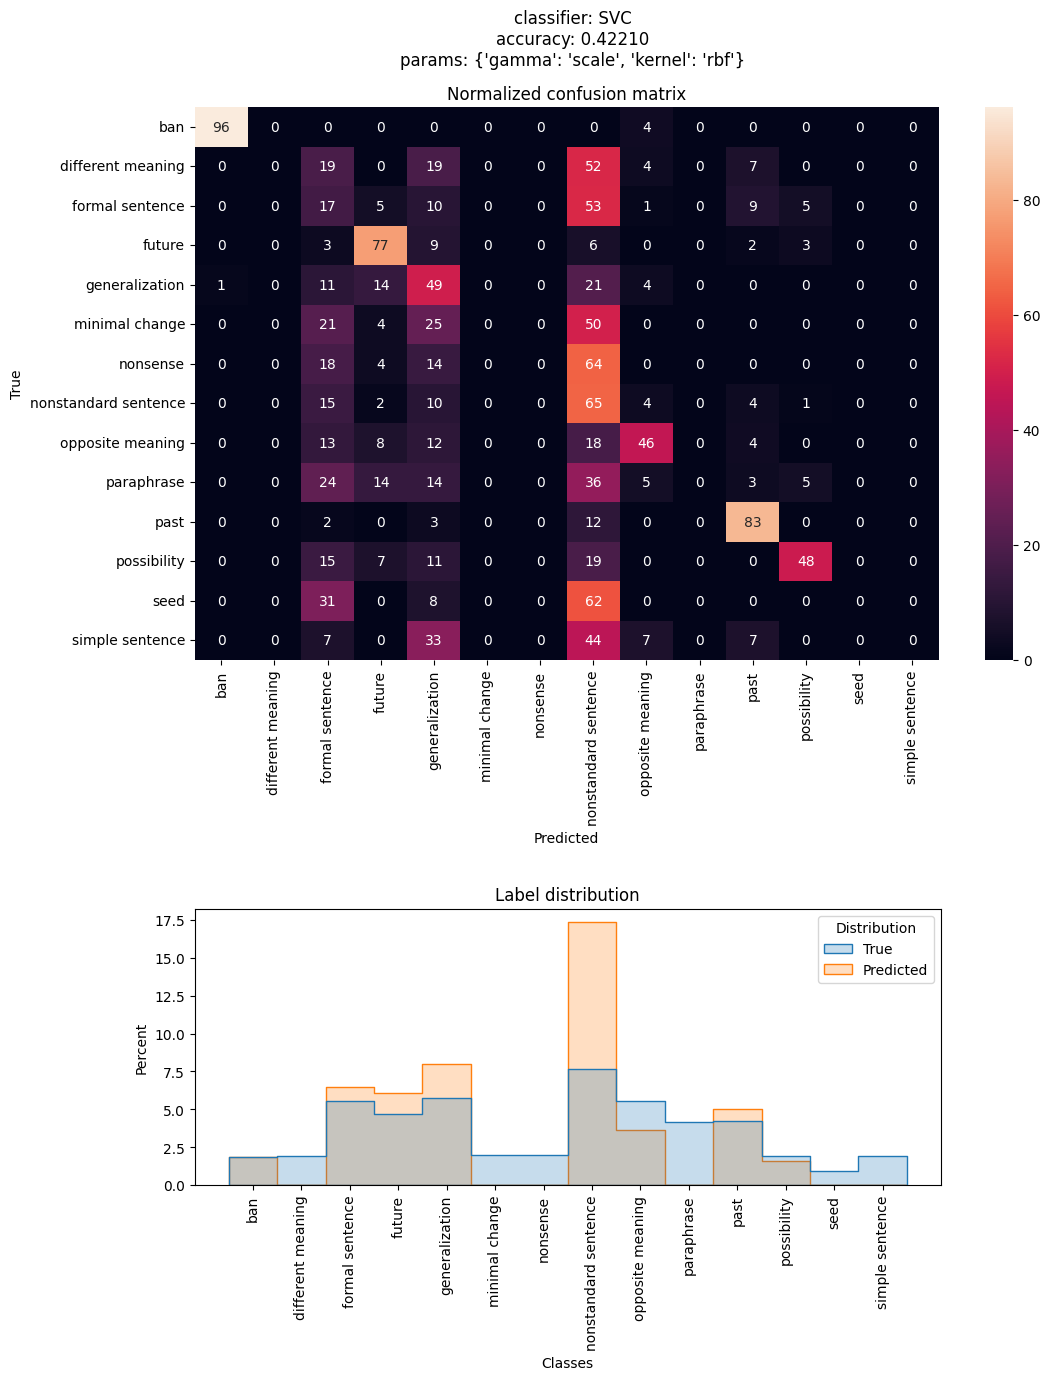 classifier: SVC
accuracy: 0.42210
params: {'gamma': 'scale', 'kernel': 'rbf'}
Normalized confusion matrix
ban 96 0 0 0 0 0 0 0 4 0 0 0 0 0
different meaning 0 0 19 0 19 0 0 52 4 0 7 0 0 0
formal sentence 0 0 17 5 10 0 0 53 1 0 9 5 0 0
future 0 0 3 77 9 0 0 6 0 0 2 3 0 0
generalization 1 0 11 14 49 0 0 21 4 0 0 0 0 0
minimal change 0 0 21 4 25 0 0 50 0 0 0 0 0 0
nonsense 0 0 18 4 14 0 0 64 0 0 0 0 0 0
nonstandard sentence 0 0 15 2 10 0 0 65 4 0 4 1 0 0
opposite meaning 0 0 13 8 12 0 0 18 46 0 4 0 0 0
paraphrase 0 0 24 14 14 0 0 36 5 0 3 5 0 0
past 0 0 2 0 3 0 0 12 0 0 83 0 0 0
possibility 0 0 15 7 11 0 0 19 0 0 0 48 0 0
seed 0 0 31 0 8 0 0 62 0 0 0 0 0 0
simple sentence 0 0 7 0 33 0 0 44 7 0 7 0 0 0
True
80
60
40
20
0
ban
different meaning
formal sentence
future
generalization
minimal change
nonsense
nonstandard sentence
opposite meaning
paraphrase
past
possibility
seed
simple sentence
Predicted
Label distribution
Distribution
True
Predicted
17.5
15.0
12.5
10.0
7.5
5.0
2.5
0.0
Percent
ban
different meaning
formal sentence
future
generalization
minimal change
nonsense
nonstandard sentence
opposite meaning
paraphrase
past
possibility
seed
simple sentence
Classes